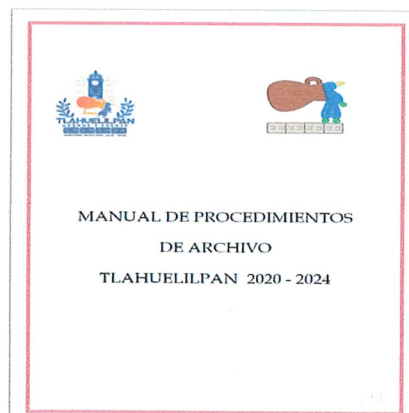 TLAHUELILPAN
MANUAL DE PROCEDIMIENTOS
DE ARCHIVO
TLAHUELILPAN 2020 - 2024